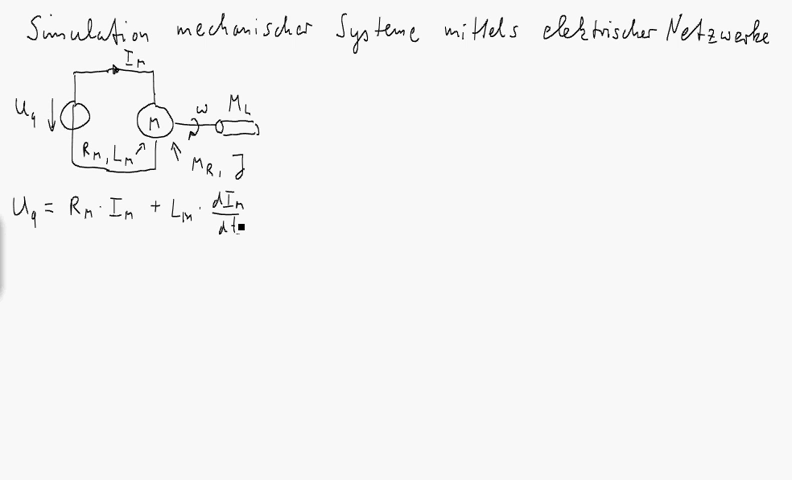 Simulation mechanischer Systeme mittels elektrischer Netzwerke
I_M
U_q
M
ω
M_L
R_M, L_M
M_R, J
U_q = R_M · I_M + L_M · dI_M/dt